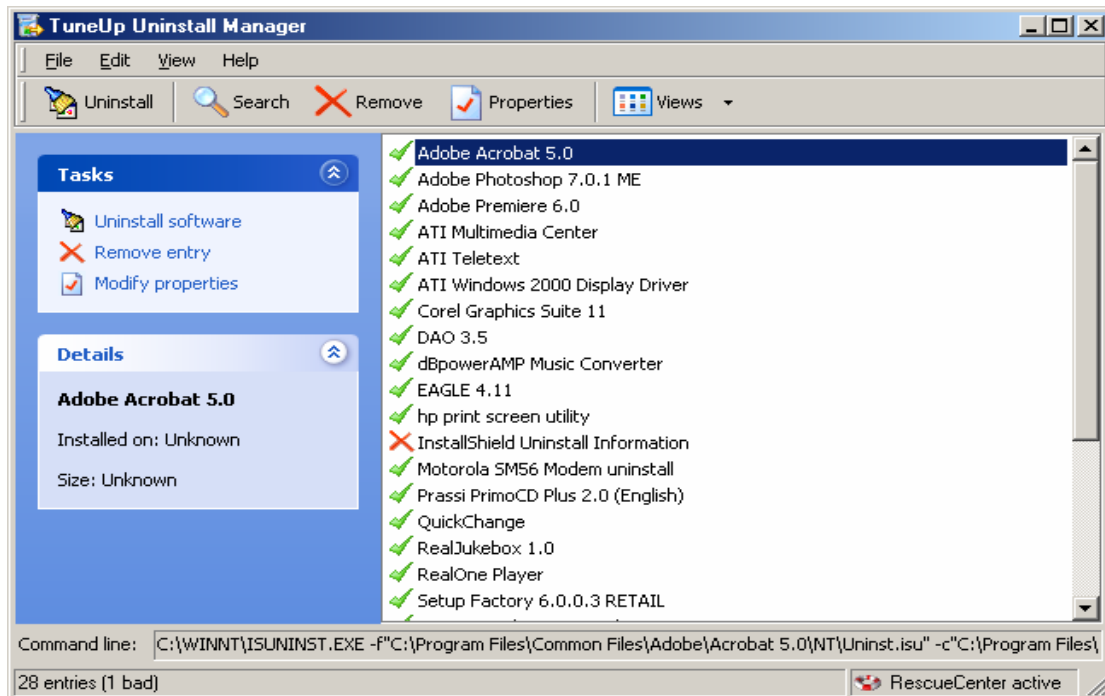 TuneUp Uninstall Manager
File Edit View Help
Uninstall Search Remove Properties Views
Tasks
Uninstall software
Remove entry
Modify properties
Details
Adobe Acrobat 5.0
Installed on: Unknown
Size: Unknown
Adobe Acrobat 5.0
Adobe Photoshop 7.0.1 ME
Adobe Premiere 6.0
ATI Multimedia Center
ATI Teletext
ATI Windows 2000 Display Driver
Corel Graphics Suite 11
DAO 3.5
dBpowerAMP Music Converter
EAGLE 4.11
hp print screen utility
InstallShield Uninstall Information
Motorola SM56 Modem uninstall
Prassi PrimoCD Plus 2.0 (English)
QuickChange
RealJukebox 1.0
RealOne Player
Setup Factory 6.0.0.3 RETAIL
Command line: C:\WINNT\ISUNINST.EXE -f"C:\Program Files\Common Files\Adobe\Acrobat 5.0\NT\Uninst.isu" -c"C:\Program Files\
28 entries (1 bad) RescueCenter active